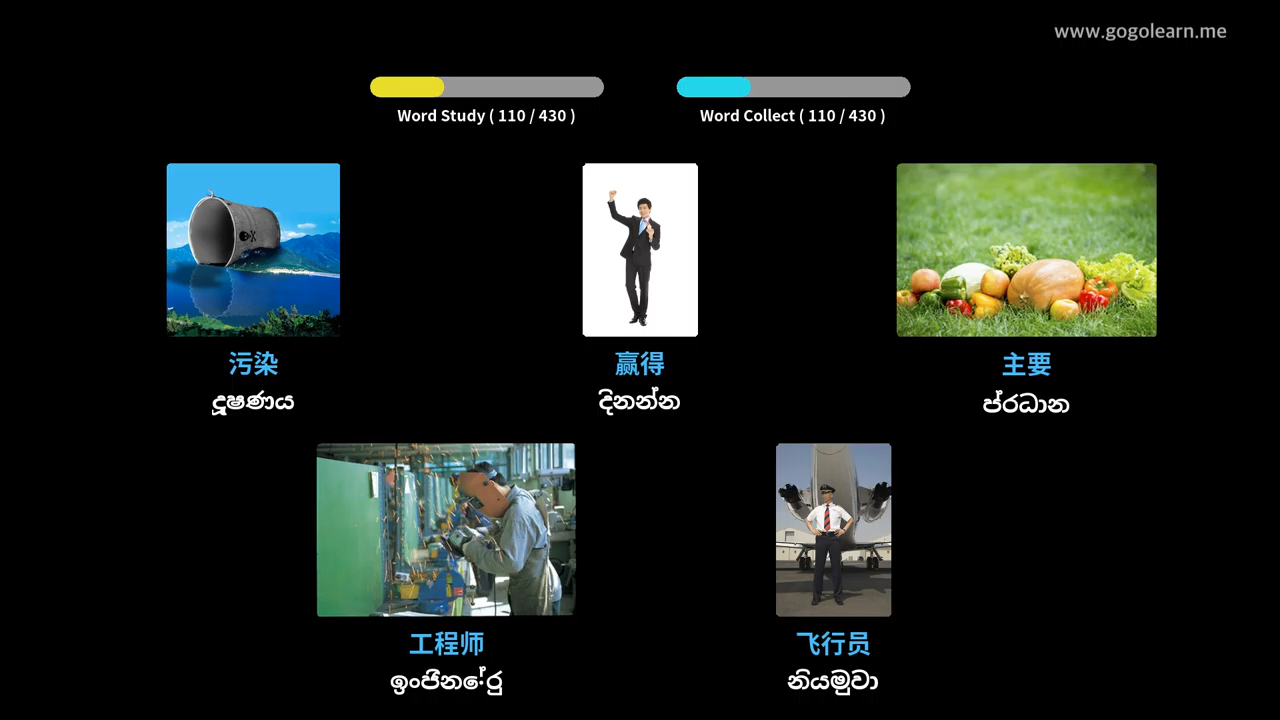 www.gogolearn.me
Word Study ( 110 / 430 )
Word Collect ( 110 / 430 )
污染
දූෂණය
赢得
දිනන්න
主要
ප්රධාන
工程师
ඉංජිනේරු
飞行员
නියමුවා